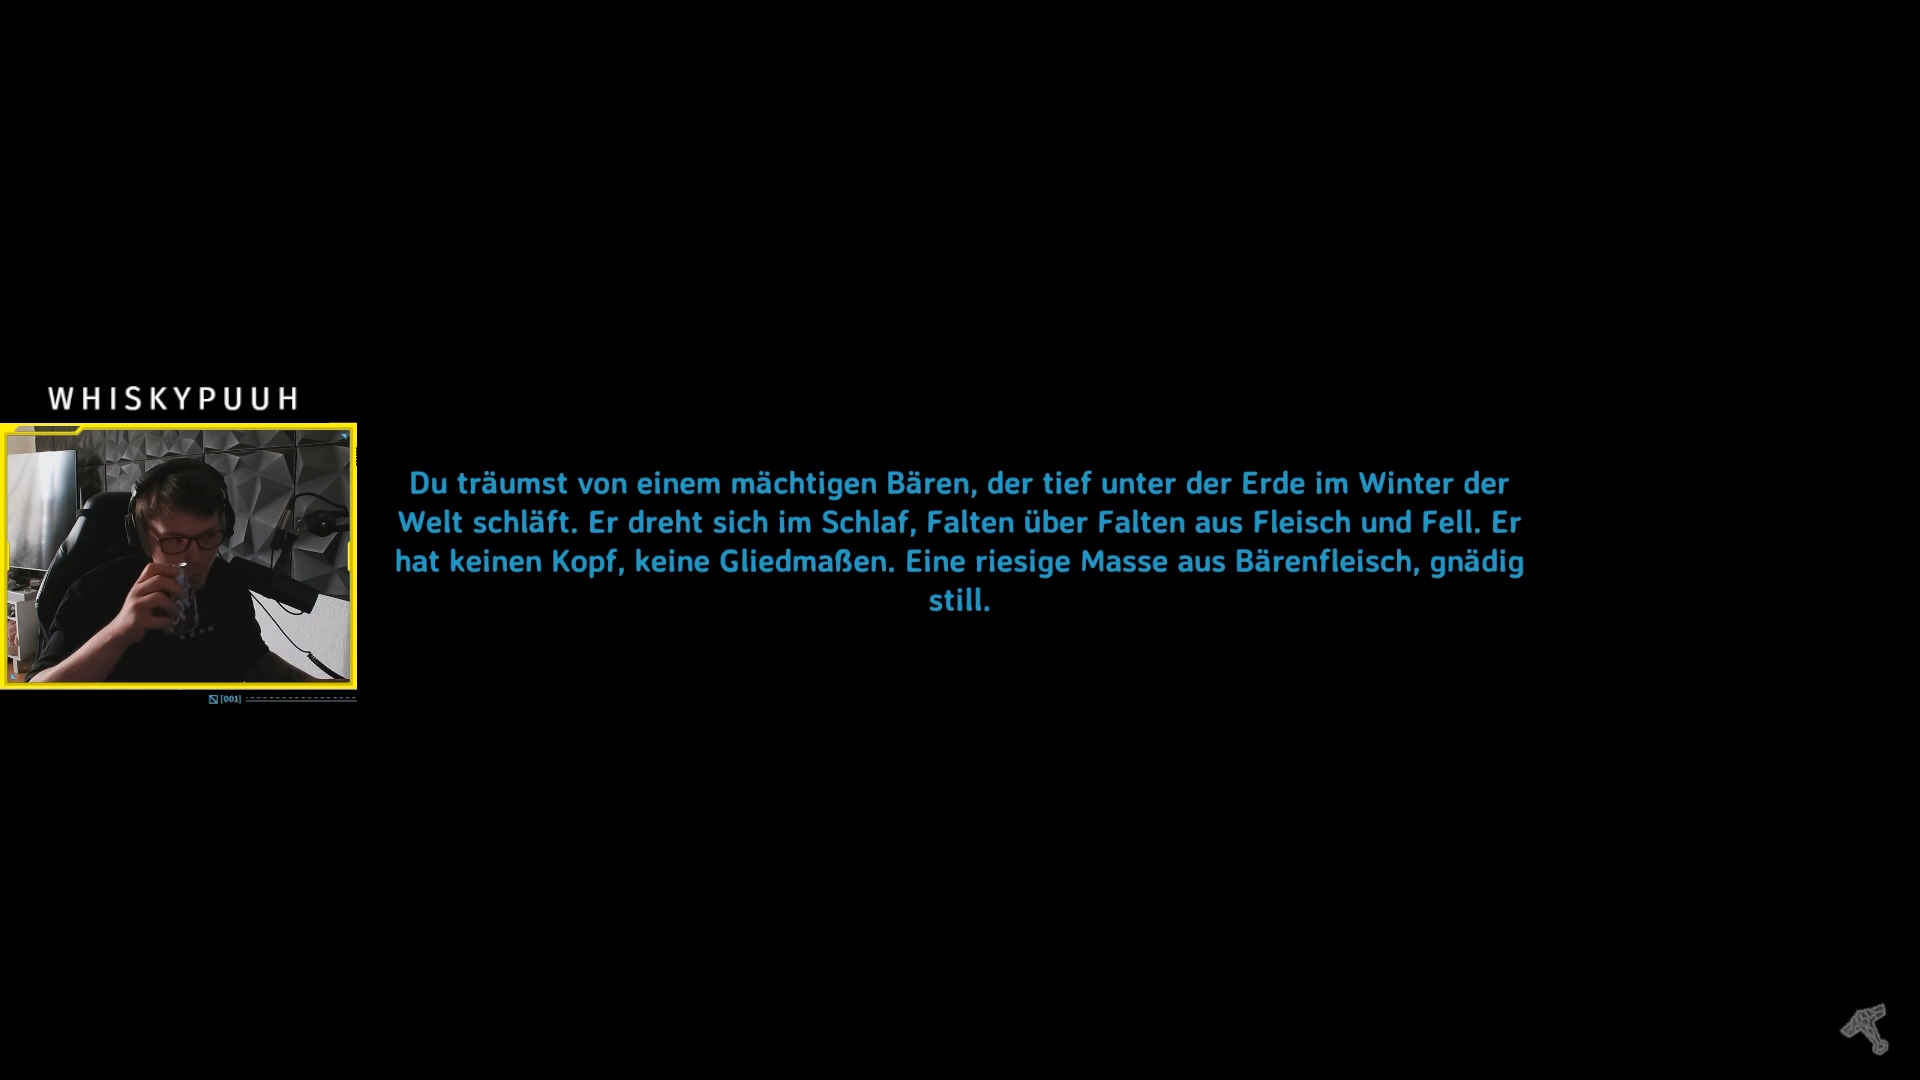 WHISKYPUUH
Du träumst von einem mächtigen Bären, der tief unter der Erde im Winter der
Welt schläft. Er dreht sich im Schlaf, Falten über Falten aus Fleisch und Fell. Er
hat keinen Kopf, keine Gliedmaßen. Eine riesige Masse aus Bärenfleisch, gnädig
still.
[001]